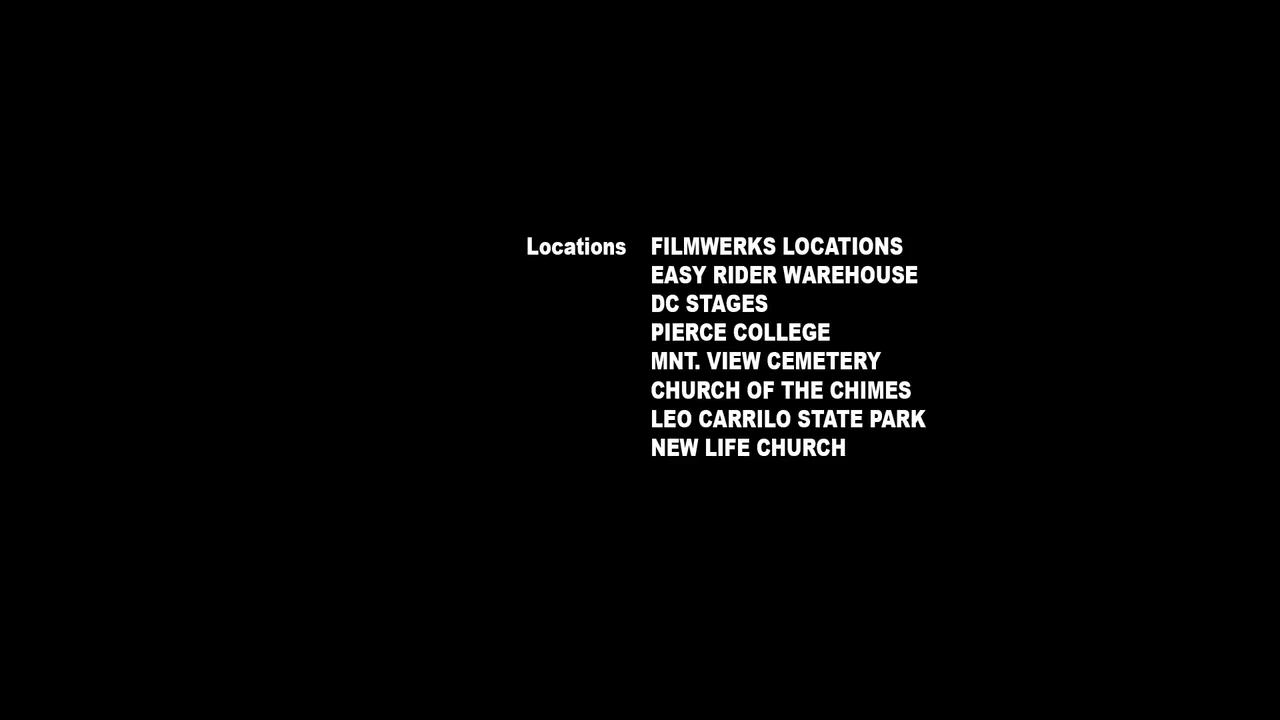 Locations FILMWERKS LOCATIONS
EASY RIDER WAREHOUSE
DC STAGES
PIERCE COLLEGE
MNT. VIEW CEMETERY
CHURCH OF THE CHIMES
LEO CARRILO STATE PARK
NEW LIFE CHURCH